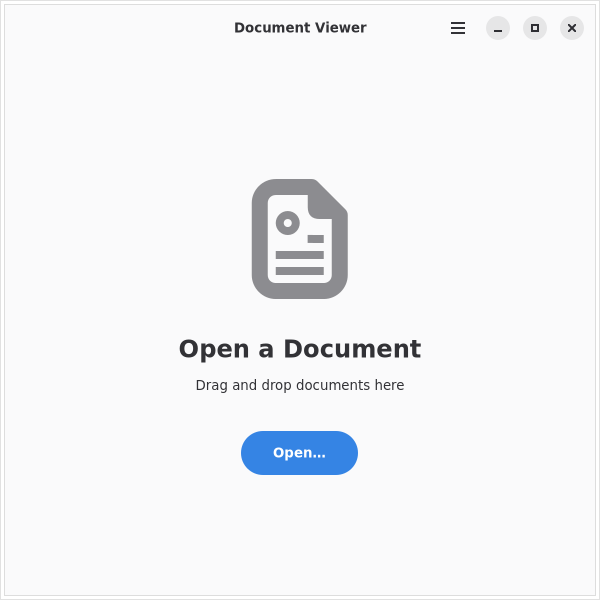 Document Viewer
Open a Document
Drag and drop documents here
Open…